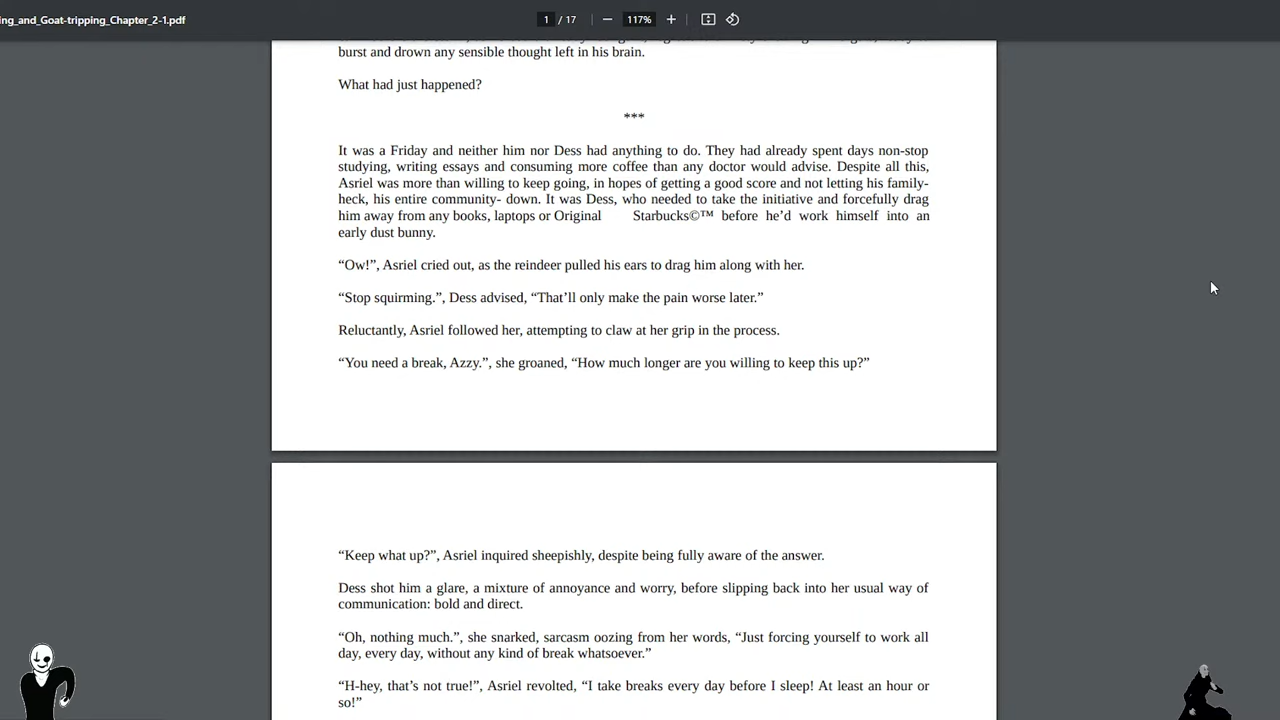 ing_and_Goat-tripping_Chapter_2-1.pdf
1 / 17
117%
burst and drown any sensible thought left in his brain.
What had just happened?
***
It was a Friday and neither him nor Dess had anything to do. They had already spent days non-stop
studying, writing essays and consuming more coffee than any doctor would advise. Despite all this,
Asriel was more than willing to keep going, in hopes of getting a good score and not letting his family-
heck, his entire community- down. It was Dess, who needed to take the initiative and forcefully drag
him away from any books, laptops or Original Starbucks©™ before he’d work himself into an
early dust bunny.
“Ow!”, Asriel cried out, as the reindeer pulled his ears to drag him along with her.
“Stop squirming.”, Dess advised, “That’ll only make the pain worse later.”
Reluctantly, Asriel followed her, attempting to claw at her grip in the process.
“You need a break, Azzy.”, she groaned, “How much longer are you willing to keep this up?”
“Keep what up?”, Asriel inquired sheepishly, despite being fully aware of the answer.
Dess shot him a glare, a mixture of annoyance and worry, before slipping back into her usual way of
communication: bold and direct.
“Oh, nothing much.”, she snarked, sarcasm oozing from her words, “Just forcing yourself to work all
day, every day, without any kind of break whatsoever.”
“H-hey, that’s not true!”, Asriel revolted, “I take breaks every day before I sleep! At least an hour or
so!”